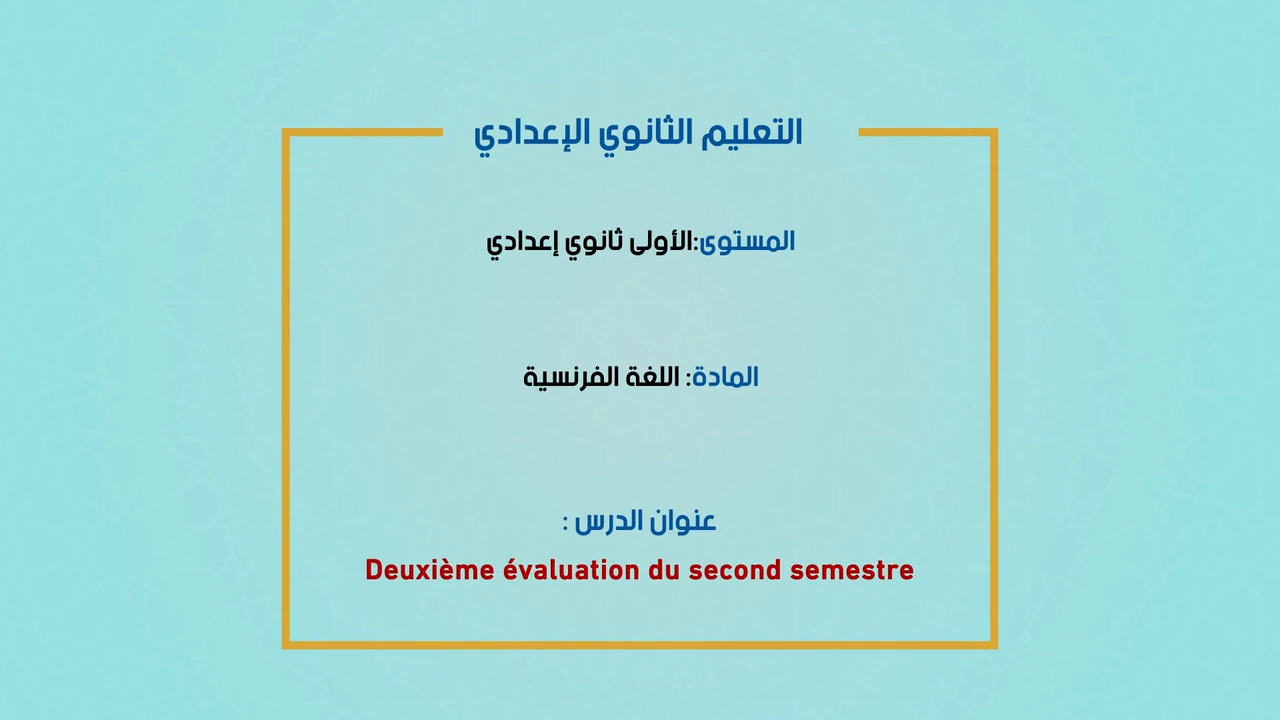 التعليم الثانوي الإعدادي
المستوى:الأولى ثانوي إعدادي
المادة: اللغة الفرنسية
عنوان الدرس :
Deuxième évaluation du second semestre